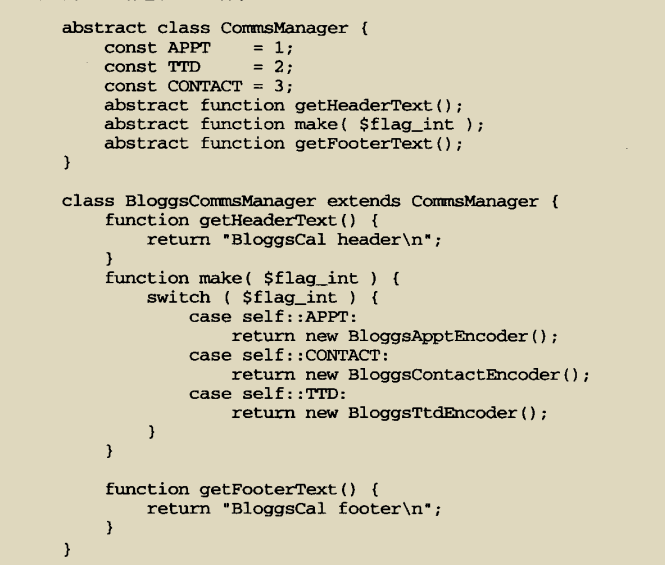 abstract class CommsManager {
    const APPT    = 1;
    const TTD     = 2;
    const CONTACT = 3;
    abstract function getHeaderText();
    abstract function make( $flag_int );
    abstract function getFooterText();
}

class BloggsCommsManager extends CommsManager {
    function getHeaderText() {
        return "BloggsCal header\n";
    }
    function make( $flag_int ) {
        switch ( $flag_int ) {
            case self::APPT:
                return new BloggsApptEncoder();
            case self::CONTACT:
                return new BloggsContactEncoder();
            case self::TTD:
                return new BloggsTtdEncoder();
        }
    }

    function getFooterText() {
        return "BloggsCal footer\n";
    }
}